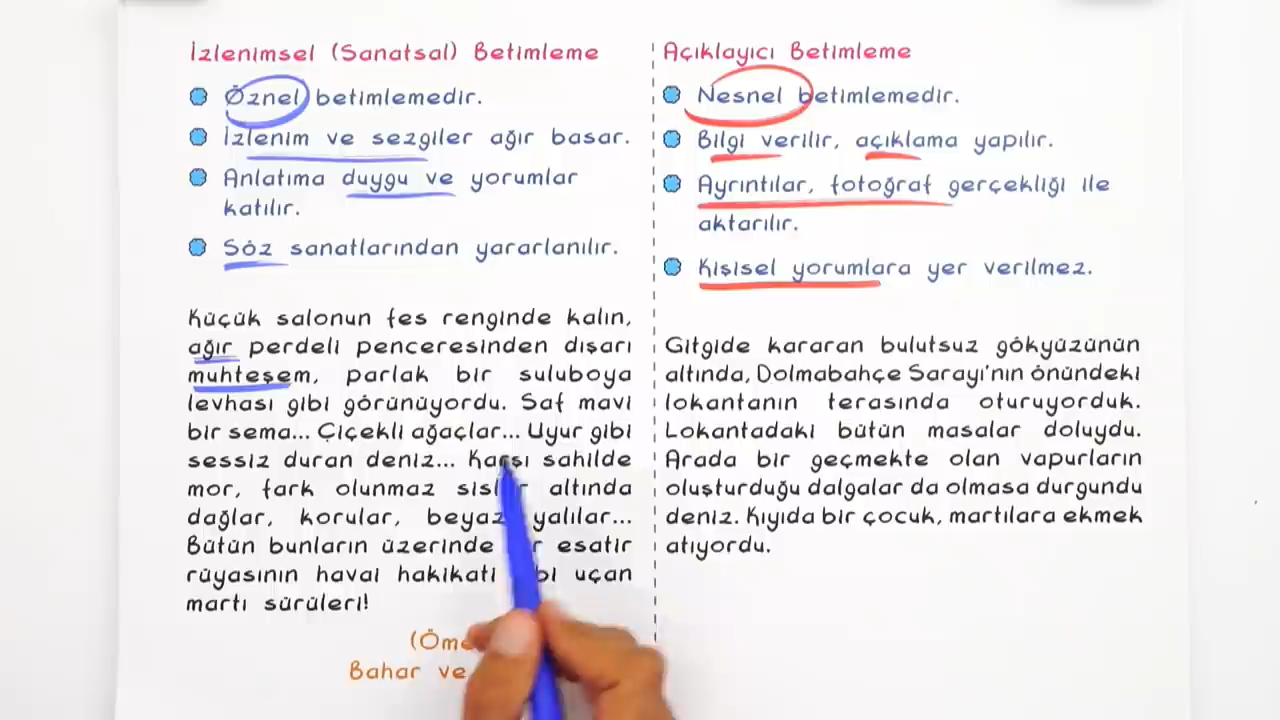 İzlenimsel (Sanatsal) Betimleme
Öznel betimlemedir.
İzlenim ve sezgiler ağır basar.
Anlatıma duygu ve yorumlar
katılır.
Söz sanatlarından yararlanılır.
Küçük salonun fes renginde kalın,
ağır perdeli penceresinden dışarı
muhteşem, parlak bir suluboya
levhası gibi görünüyordu. Saf mavi
bir sema... Çiçekli ağaçlar... Uyur gibi
sessiz duran deniz... Karşı sahilde
mor, fark olunmaz sisler altında
dağlar, korular, beyaz yalılar...
Bütün bunların üzerinde esatir
rüyasının havai hakikati uçan
martı sürüleri!
Bahar ve
Açıklayıcı Betimleme
Nesnel betimlemedir.
Bilgi verilir, açıklama yapılır.
Ayrıntılar, fotoğraf gerçekliği ile
aktarılır.
Kişisel yorumlara yer verilmez.
Gitgide kararan bulutsuz gökyüzünün
altında, Dolmabahçe Sarayı'nın önündeki
lokantanın terasında oturuyorduk.
Lokantadaki bütün masalar doluydu.
Arada bir geçmekte olan vapurların
oluşturduğu dalgalar da olmasa durgundu
deniz. Kıyıda bir çocuk, martılara ekmek
atıyordu.